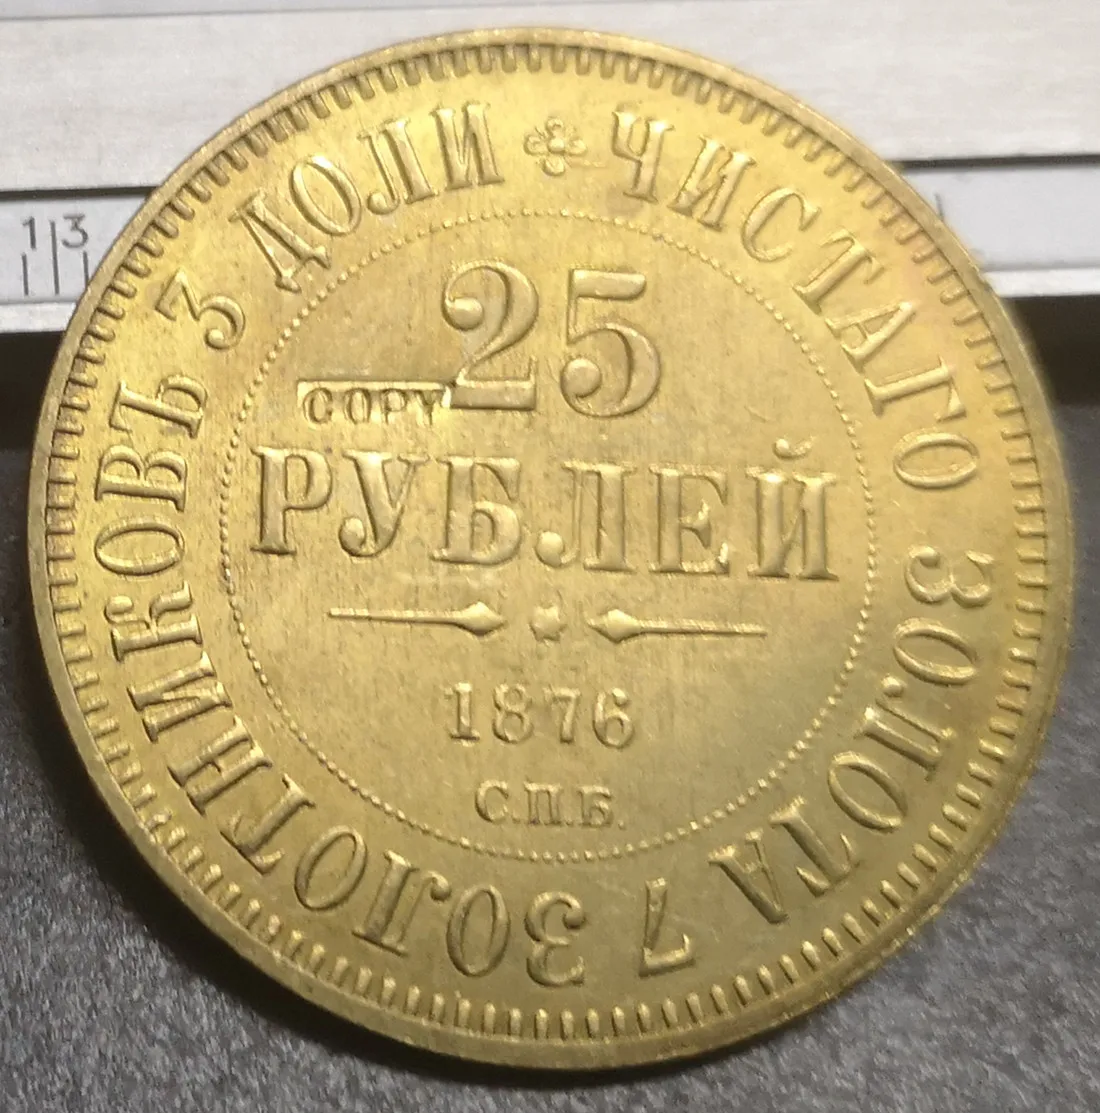 ЧИСТАГО ЗОЛОТА 7 ЗОЛОТНИКОВЪ 3 ДОЛИ
25
COPY
РУБЛЕЙ
1876
С.П.Б.
13